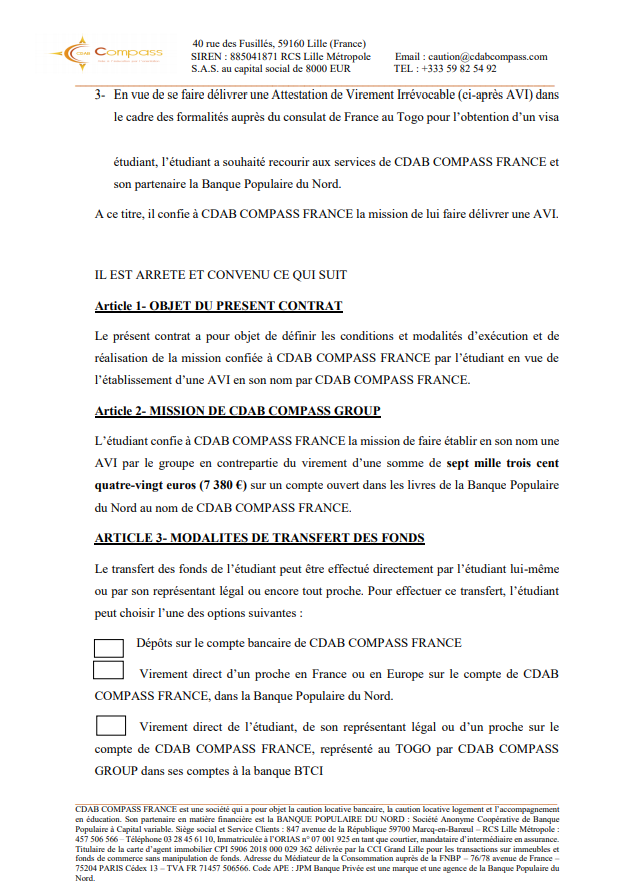 CDAB Compass
40 rue des Fusillés, 59160 Lille (France)
SIREN : 885041871 RCS Lille Métropole Email : caution@cdabcompass.com
S.A.S. au capital social de 8000 EUR TEL : +333 59 82 54 92
3- En vue de se faire délivrer une Attestation de Virement Irrévocable (ci-après AVI) dans
le cadre des formalités auprès du consulat de France au Togo pour l’obtention d’un visa
étudiant, l’étudiant a souhaité recourir aux services de CDAB COMPASS FRANCE et
son partenaire la Banque Populaire du Nord.
A ce titre, il confie à CDAB COMPASS FRANCE la mission de lui faire délivrer une AVI.
IL EST ARRETE ET CONVENU CE QUI SUIT
Article 1- OBJET DU PRESENT CONTRAT
Le présent contrat a pour objet de définir les conditions et modalités d’exécution et de
réalisation de la mission confiée à CDAB COMPASS FRANCE par l’étudiant en vue de
l’établissement d’une AVI en son nom par CDAB COMPASS FRANCE.
Article 2- MISSION DE CDAB COMPASS GROUP
L’étudiant confie à CDAB COMPASS FRANCE la mission de faire établir en son nom une
AVI par le groupe en contrepartie du virement d’une somme de sept mille trois cent
quatre-vingt euros (7 380 €) sur un compte ouvert dans les livres de la Banque Populaire
du Nord au nom de CDAB COMPASS FRANCE.
ARTICLE 3- MODALITES DE TRANSFERT DES FONDS
Le transfert des fonds de l’étudiant peut être effectué directement par l’étudiant lui-même
ou par son représentant légal ou encore tout proche. Pour effectuer ce transfert, l’étudiant
peut choisir l’une des options suivantes :
Dépôts sur le compte bancaire de CDAB COMPASS FRANCE
Virement direct d’un proche en France ou en Europe sur le compte de CDAB
COMPASS FRANCE, dans la Banque Populaire du Nord.
Virement direct de l’étudiant, de son représentant légal ou d’un proche sur le
compte de CDAB COMPASS FRANCE, représenté au TOGO par CDAB COMPASS
GROUP dans ses comptes à la banque BTCI
CDAB COMPASS FRANCE est une société qui a pour objet la caution locative bancaire, la caution locative logement et l’accompagnement
en éducation. Son partenaire en matière financière est la BANQUE POPULAIRE DU NORD : Société Anonyme Coopérative de Banque
Populaire à Capital variable. Siège social et Service Clients : 847 avenue de la République 59700 Marcq-en-Barœul – RCS Lille Métropole :
457 506 566 – Téléphone 03 28 45 61 10, Immatriculée à l’ORIAS n° 07 001 925 en tant que courtier, mandataire d’intermédiaire en assurance.
Titulaire de la carte d’agent immobilier CPI 5906 2018 000 029 362 délivrée par la CCI Grand Lille pour les transactions sur immeubles et
fonds de commerce sans manipulation de fonds. Adresse du Médiateur de la Consommation auprès de la FNBP – 76/78 avenue de France –
75204 PARIS Cédex 13 – TVA FR 71457 506566. Code APE : JPM Banque Privée est une marque et une agence de la Banque Populaire du
Nord.